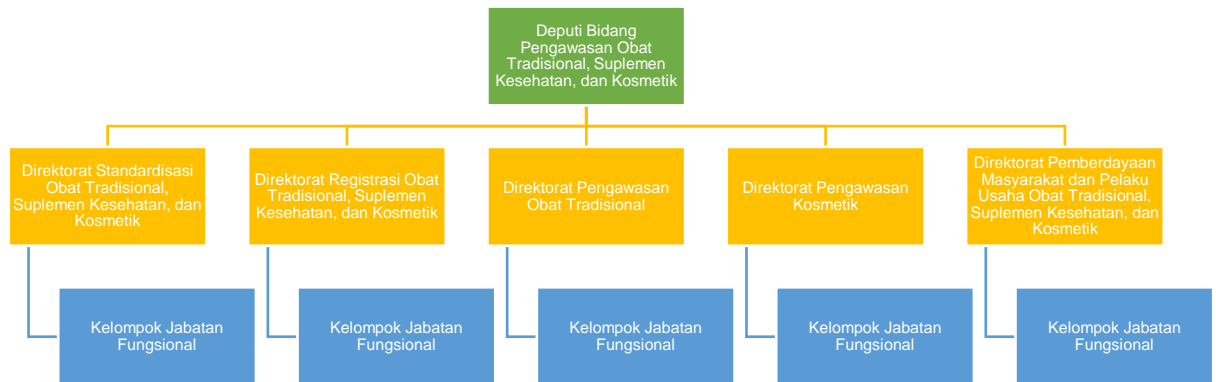 Deputi Bidang
Pengawasan Obat
Tradisional, Suplemen
Kesehatan, dan Kosmetik
Direktorat Standardisasi
Obat Tradisional,
Suplemen Kesehatan, dan
Kosmetik
Direktorat Registrasi Obat
Tradisional, Suplemen
Kesehatan, dan Kosmetik
Direktorat Pengawasan
Obat Tradisional
Direktorat Pengawasan
Kosmetik
Direktorat Pemberdayaan
Masyarakat dan Pelaku
Usaha Obat Tradisional,
Suplemen Kesehatan, dan
Kosmetik
Kelompok Jabatan
Fungsional
Kelompok Jabatan
Fungsional
Kelompok Jabatan
Fungsional
Kelompok Jabatan
Fungsional
Kelompok Jabatan
Fungsional